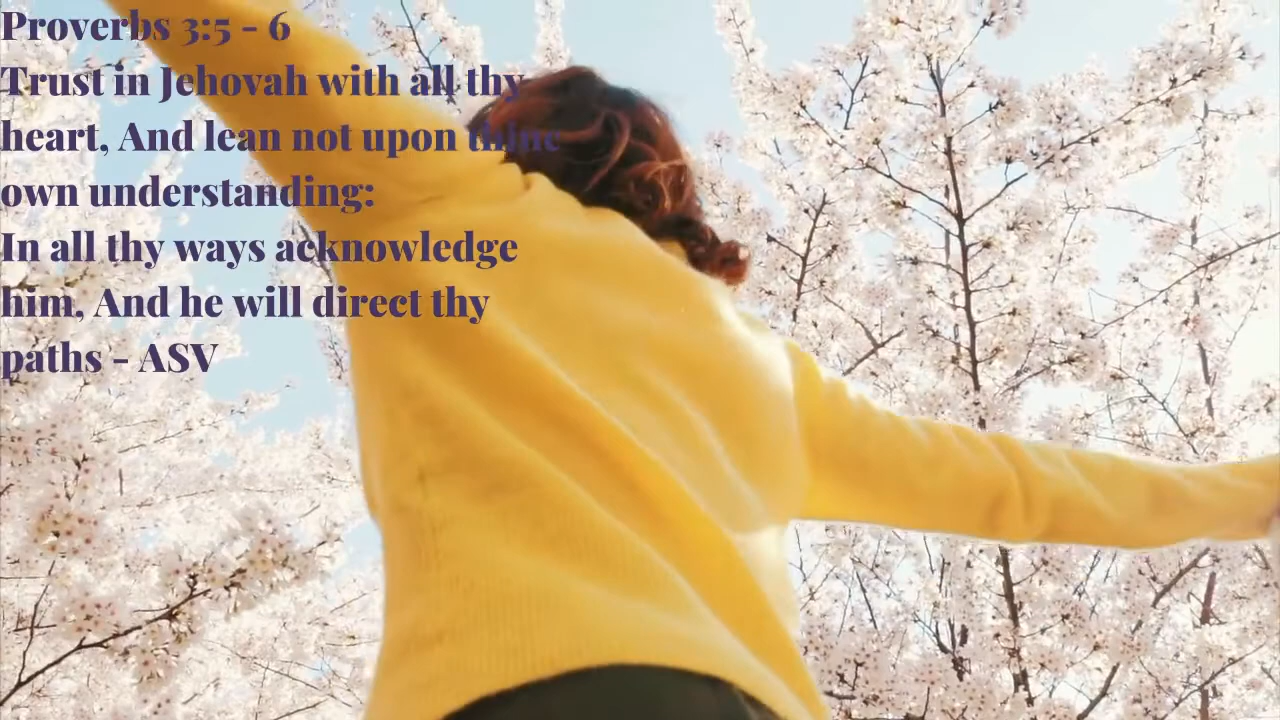 Proverbs 3:5 - 6
Trust in Jehovah with all thy
heart, And lean not upon thine
own understanding:
In all thy ways acknowledge
him, And he will direct thy
paths - ASV